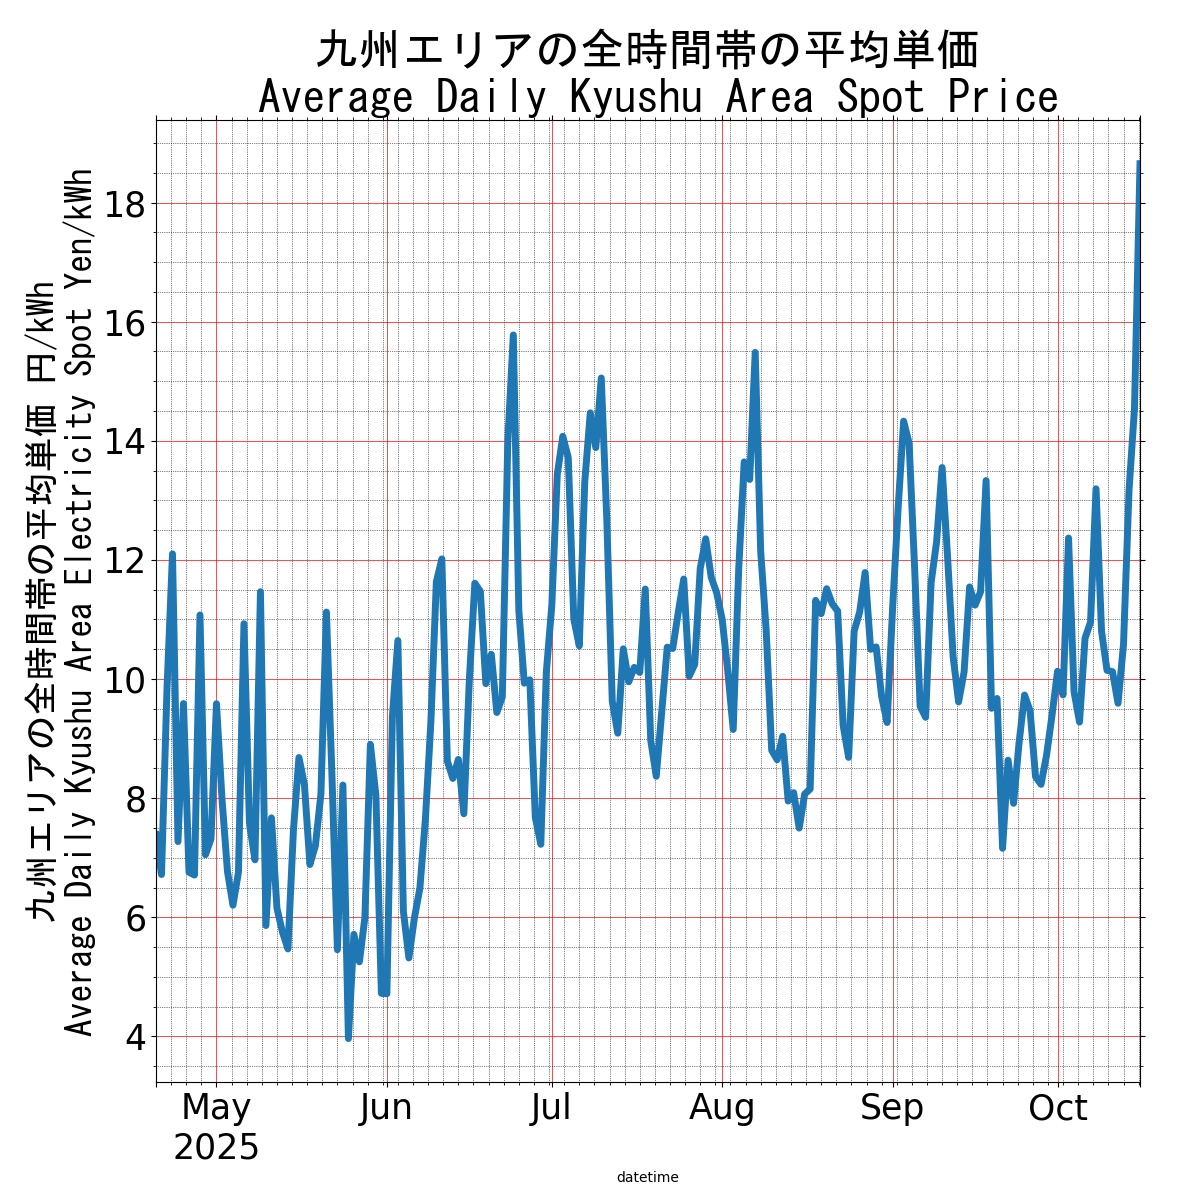 九州エリアの全時間帯の平均単価
Average Daily Kyushu Area Spot Price
九州エリアの全時間帯の平均単価 円/kWh
Average Daily Kyushu Area Electricity Spot Yen/kWh
18
16
14
12
10
8
6
4
May
Jun
Jul
Aug
Sep
Oct
2025
datetime